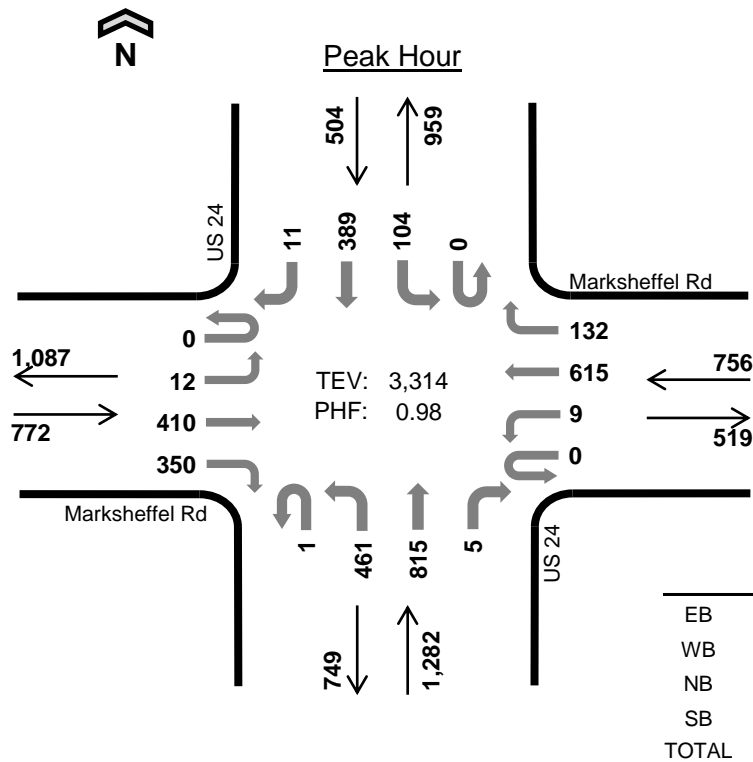 N
Peak Hour
504
959
US 24
11
389
104
0
Marksheffel Rd
0
12
410
350
1,087
772
TEV: 3,314
PHF: 0.98
132
615
9
0
756
519
Marksheffel Rd
1
461
815
5
US 24
749
1,282
EB
WB
NB
SB
TOTAL